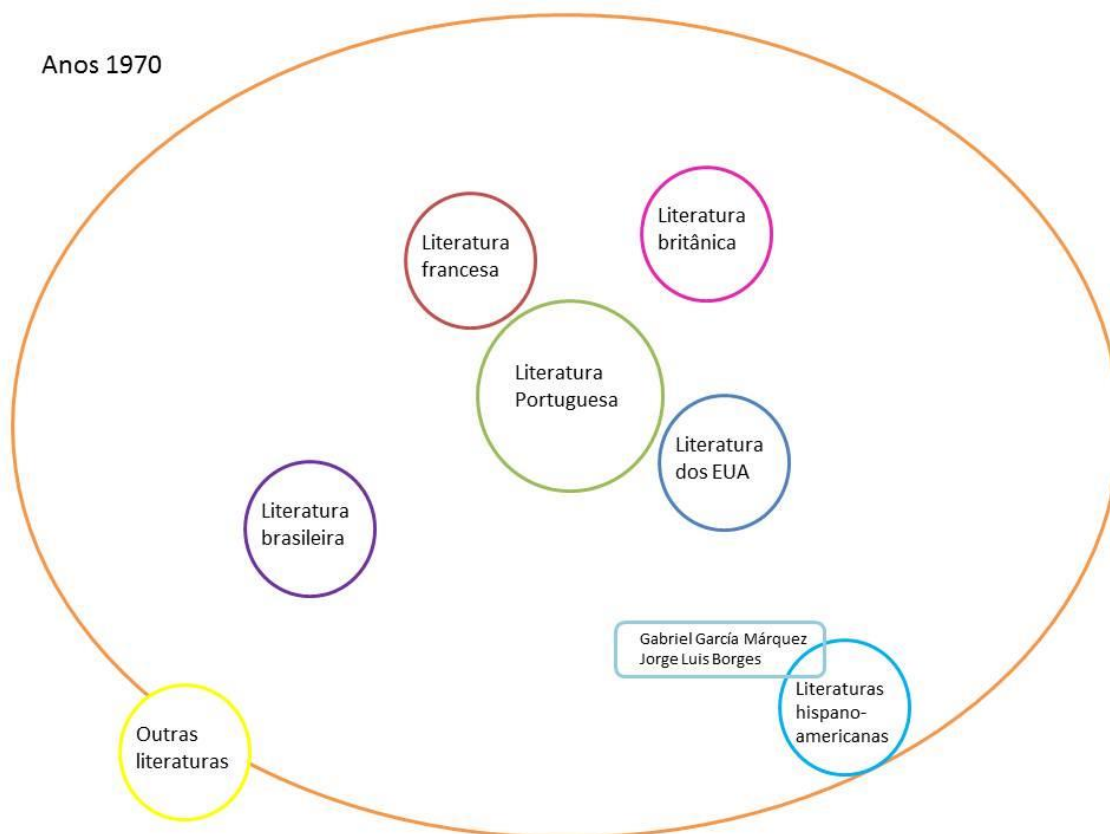 Anos 1970
Literatura
britânica
Literatura
francesa
Literatura
Portuguesa
Literatura
dos EUA
Literatura
brasileira
Gabriel García Márquez
Jorge Luis Borges
Literaturas
hispano-
americanas
Outras
literaturas